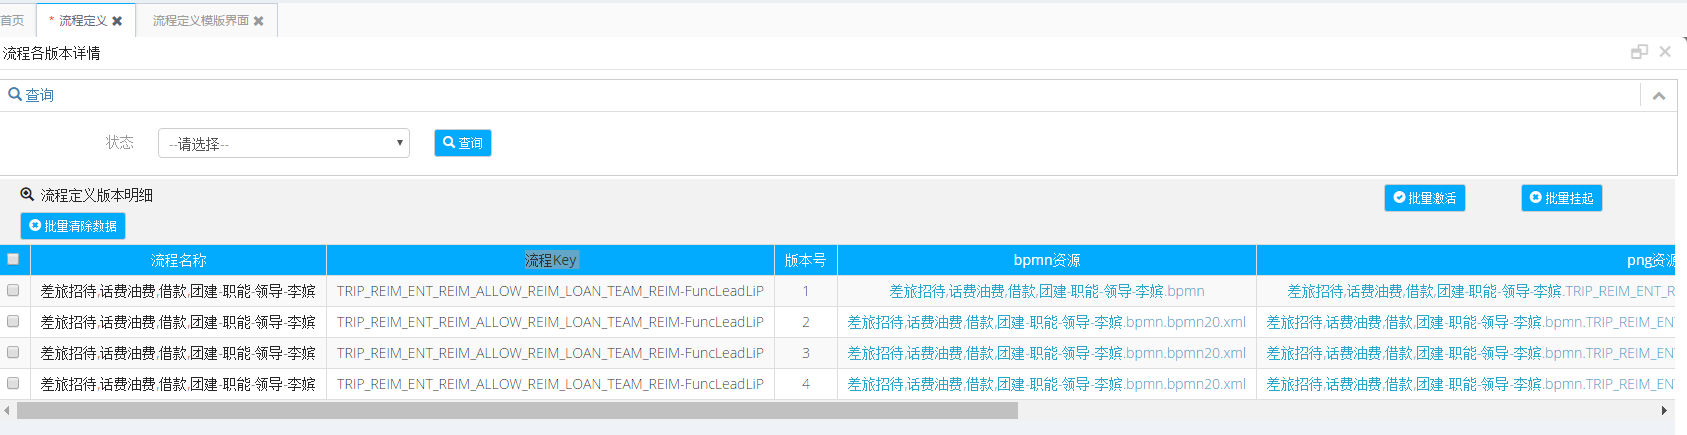 首页 * 流程定义 流程定义模版界面
流程各版本详情
查询
状态 --请选择-- 查询
流程定义版本明细 批量激活 批量挂起
批量清除数据
流程名称 流程Key 版本号 bpmn资源 png资源
差旅招待,话费油费,借款,团建-职能-领导-李嫔 TRIP_REIM_ENT_REIM_ALLOW_REIM_LOAN_TEAM_REIM-FuncLeadLiP 1 差旅招待,话费油费,借款,团建-职能-领导-李嫔.bpmn 差旅招待,话费油费,借款,团建-职能-领导-李嫔.TRIP_REIM_ENT_R
差旅招待,话费油费,借款,团建-职能-领导-李嫔 TRIP_REIM_ENT_REIM_ALLOW_REIM_LOAN_TEAM_REIM-FuncLeadLiP 2 差旅招待,话费油费,借款,团建-职能-领导-李嫔.bpmn.bpmn20.xml 差旅招待,话费油费,借款,团建-职能-领导-李嫔.bpmn.TRIP_REIM_ENT
差旅招待,话费油费,借款,团建-职能-领导-李嫔 TRIP_REIM_ENT_REIM_ALLOW_REIM_LOAN_TEAM_REIM-FuncLeadLiP 3 差旅招待,话费油费,借款,团建-职能-领导-李嫔.bpmn.bpmn20.xml 差旅招待,话费油费,借款,团建-职能-领导-李嫔.bpmn.TRIP_REIM_ENT
差旅招待,话费油费,借款,团建-职能-领导-李嫔 TRIP_REIM_ENT_REIM_ALLOW_REIM_LOAN_TEAM_REIM-FuncLeadLiP 4 差旅招待,话费油费,借款,团建-职能-领导-李嫔.bpmn.bpmn20.xml 差旅招待,话费油费,借款,团建-职能-领导-李嫔.bpmn.TRIP_REIM_ENT